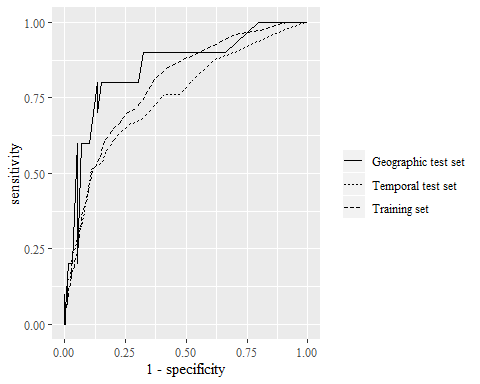 1.00
0.75
0.50
0.25
0.00
sensitivity
0.00 0.25 0.50 0.75 1.00
1 - specificity
Geographic test set
Temporal test set
Training set